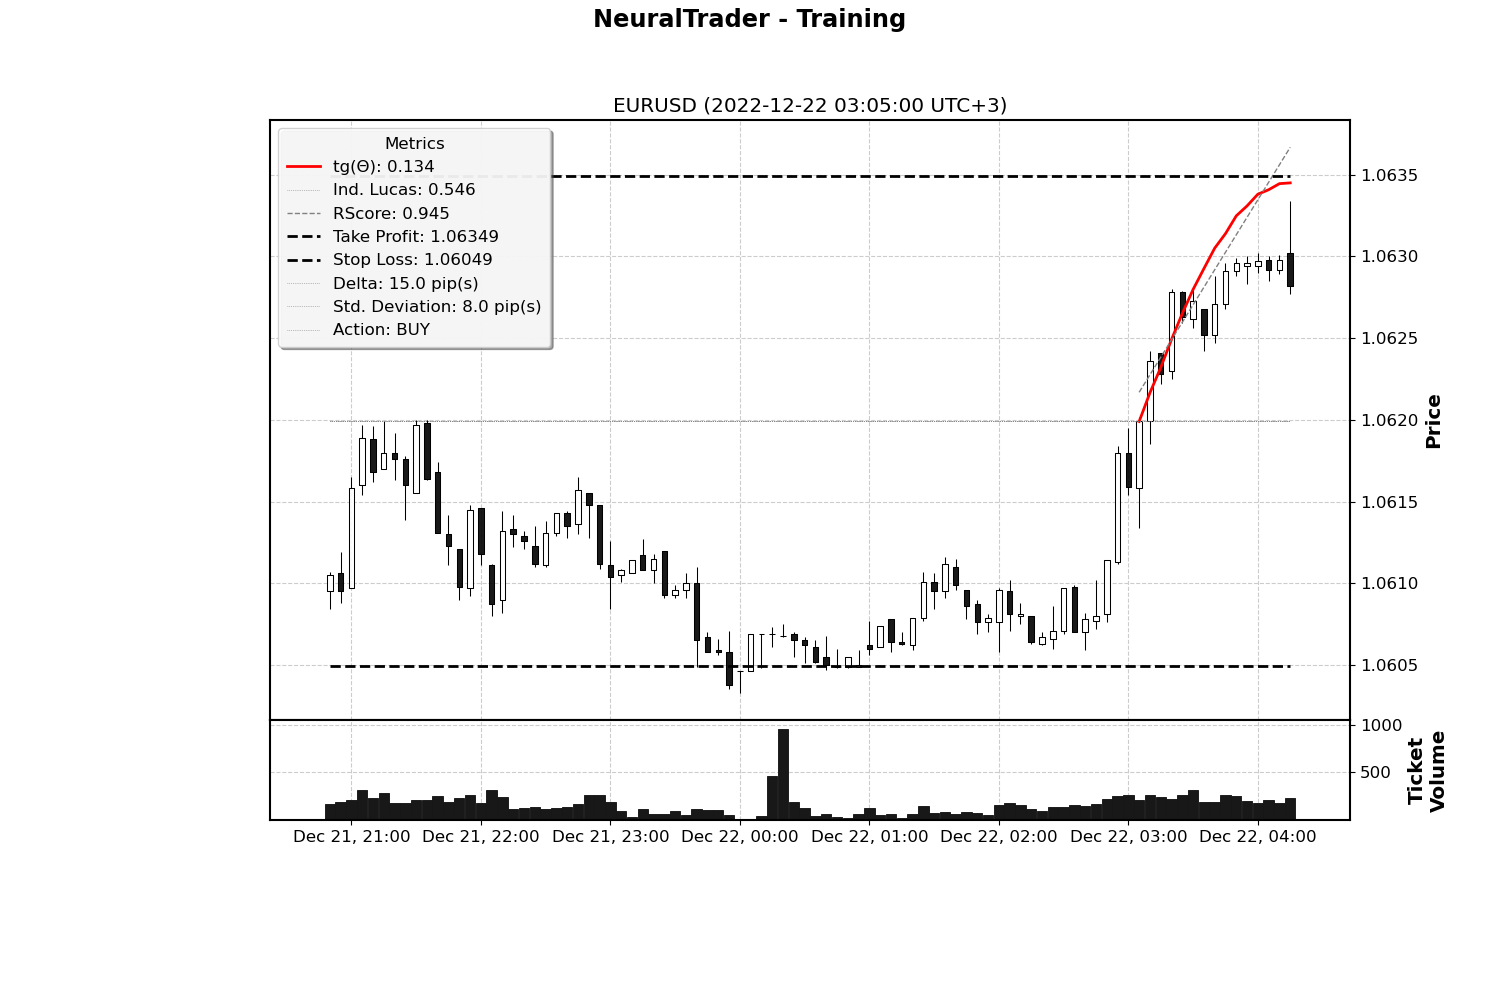 NeuralTrader - Training
EURUSD (2022-12-22 03:05:00 UTC+3)
Metrics
tg(Θ): 0.134
Ind. Lucas: 0.546
RScore: 0.945
Take Profit: 1.06349
Stop Loss: 1.06049
Delta: 15.0 pip(s)
Std. Deviation: 8.0 pip(s)
Action: BUY
1.0635
1.0630
1.0625
1.0620
1.0615
1.0610
1.0605
Price
1000
500
Ticket
Volume
Dec 21, 21:00 Dec 21, 22:00 Dec 21, 23:00 Dec 22, 00:00 Dec 22, 01:00 Dec 22, 02:00 Dec 22, 03:00 Dec 22, 04:00